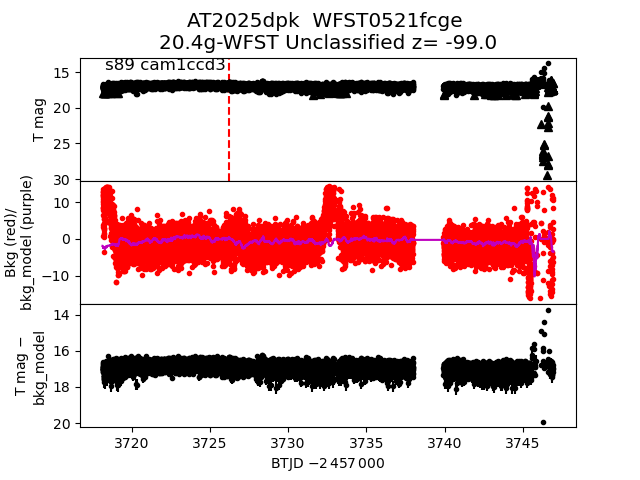 AT2025dpk  WFST0521fcge
20.4g-WFST Unclassified z= -99.0
s89 cam1ccd3
15
20
25
30
T mag
10
0
−10
Bkg (red)/
bkg_model (purple)
14
16
18
20
T mag −
bkg_model
3720
3725
3730
3735
3740
3745
BTJD −2 457 000